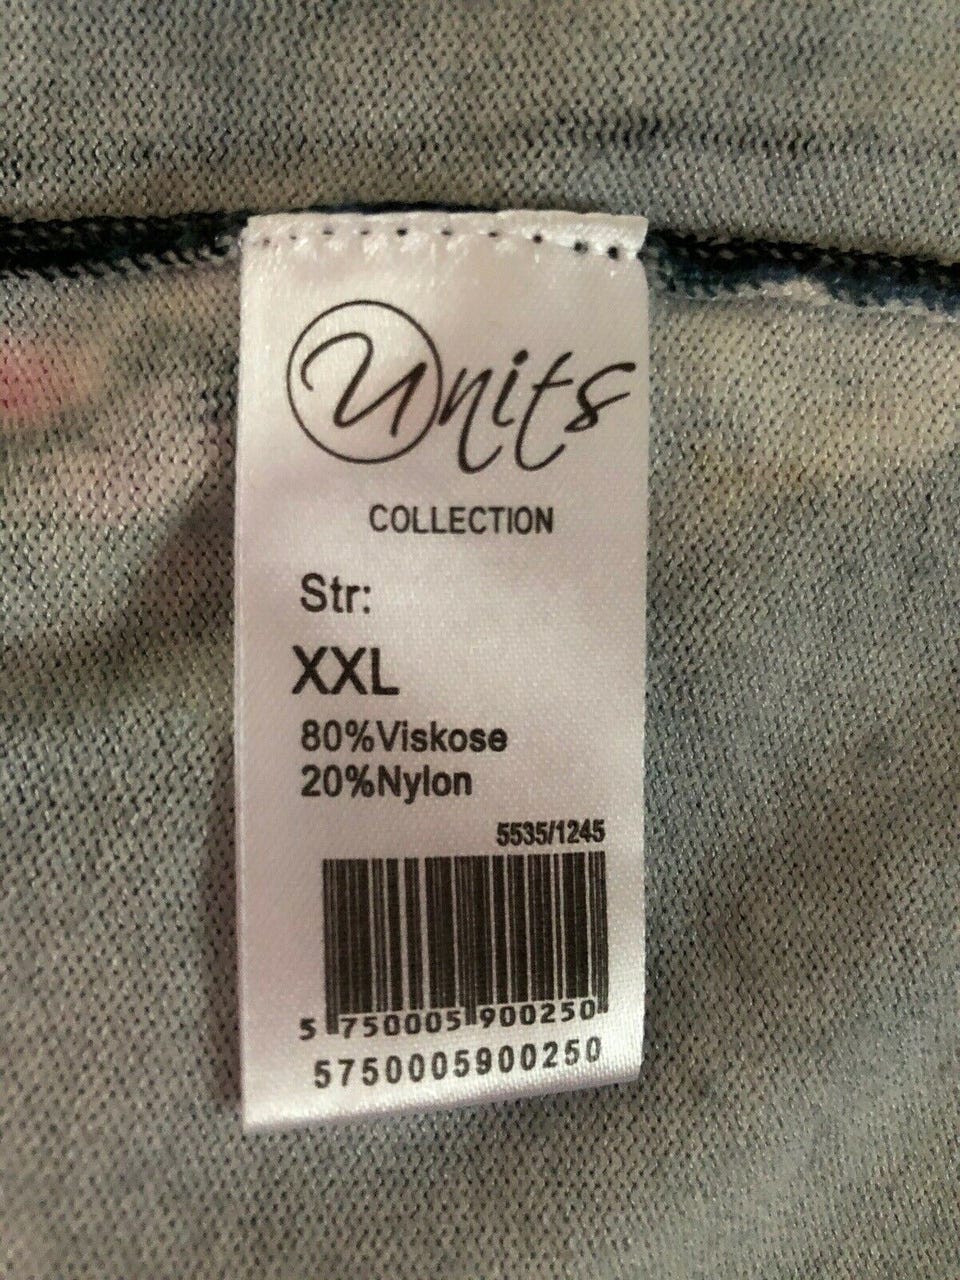 Units
COLLECTION
Str:
XXL
80%Viskose
20%Nylon
5535/1245
5 750005 900250
5750005900250